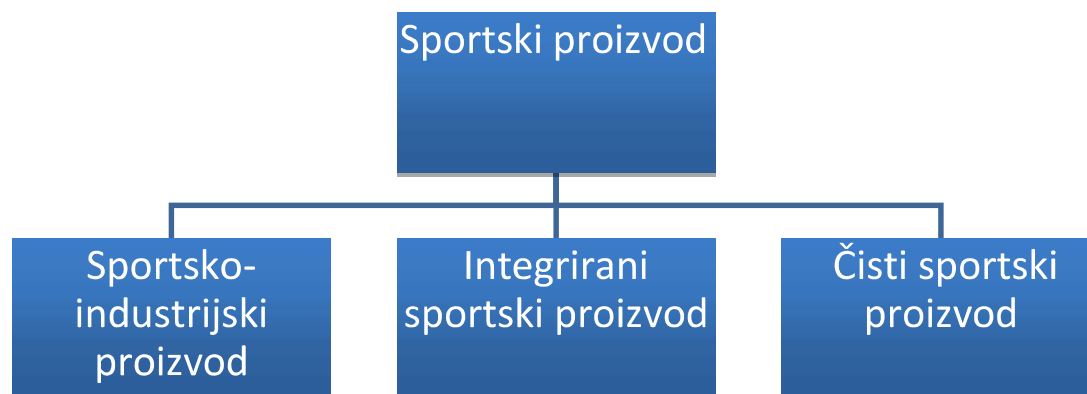 Sportski proizvod
Sportsko-
industrijski
proizvod
Integrirani
sportski proizvod
Čisti sportski
proizvod